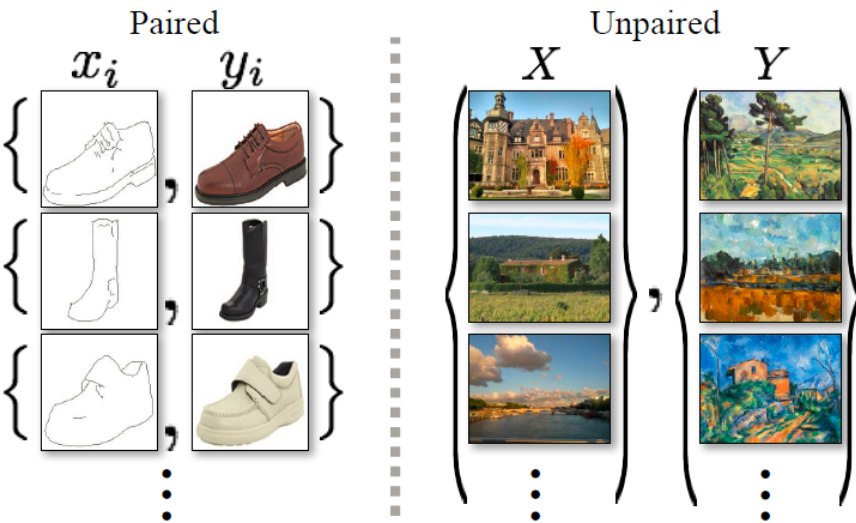 Paired
x_i y_i
{ , }
{ , }
{ , }
⋮
Unpaired
X Y
{ ⋮ } , { ⋮ }